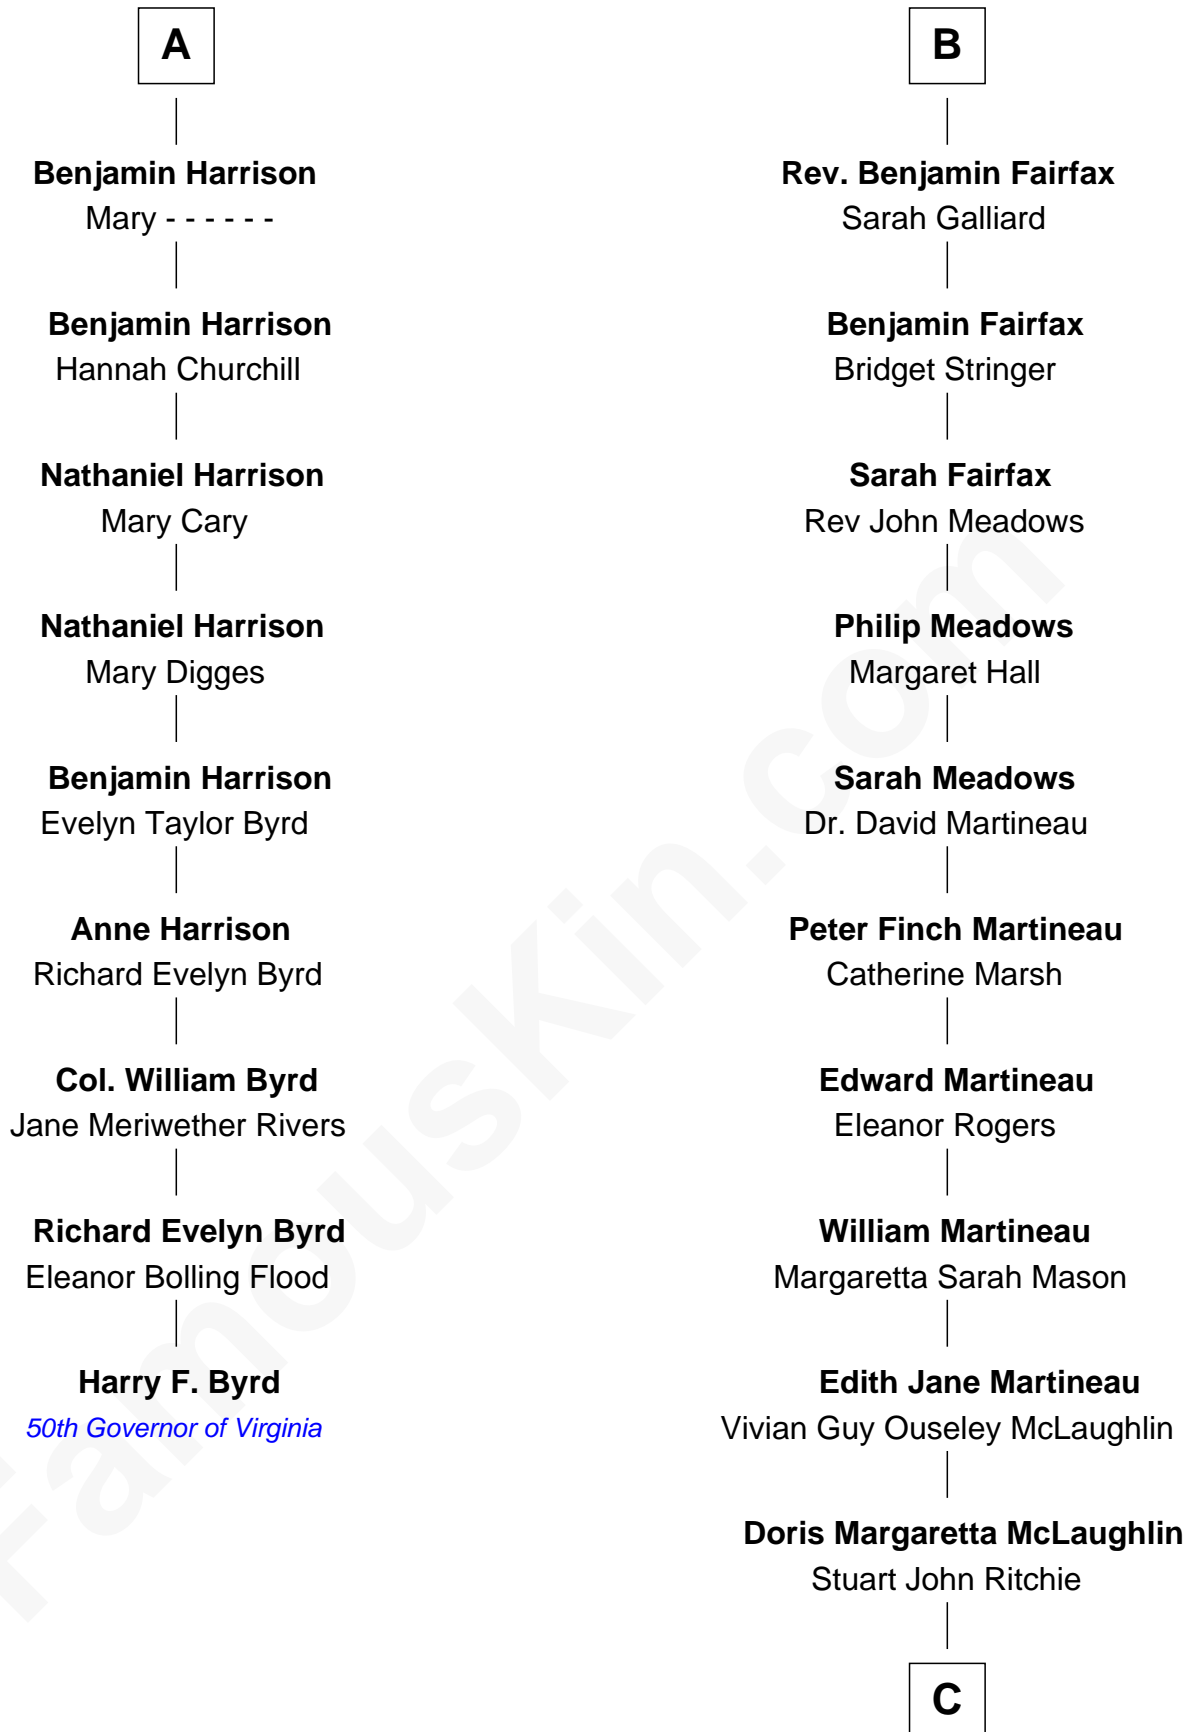 A
Benjamin Harrison
Mary - - - - - -
Benjamin Harrison
Hannah Churchill
Nathaniel Harrison
Mary Cary
Nathaniel Harrison
Mary Digges
Benjamin Harrison
Evelyn Taylor Byrd
Anne Harrison
Richard Evelyn Byrd
Col. William Byrd
Jane Meriwether Rivers
Richard Evelyn Byrd
Eleanor Bolling Flood
Harry F. Byrd
50th Governor of Virginia
B
Rev. Benjamin Fairfax
Sarah Galliard
Benjamin Fairfax
Bridget Stringer
Sarah Fairfax
Rev John Meadows
Philip Meadows
Margaret Hall
Sarah Meadows
Dr. David Martineau
Peter Finch Martineau
Catherine Marsh
Edward Martineau
Eleanor Rogers
William Martineau
Margaretta Sarah Mason
Edith Jane Martineau
Vivian Guy Ouseley McLaughlin
Doris Margaretta McLaughlin
Stuart John Ritchie
C
FamousKin.com